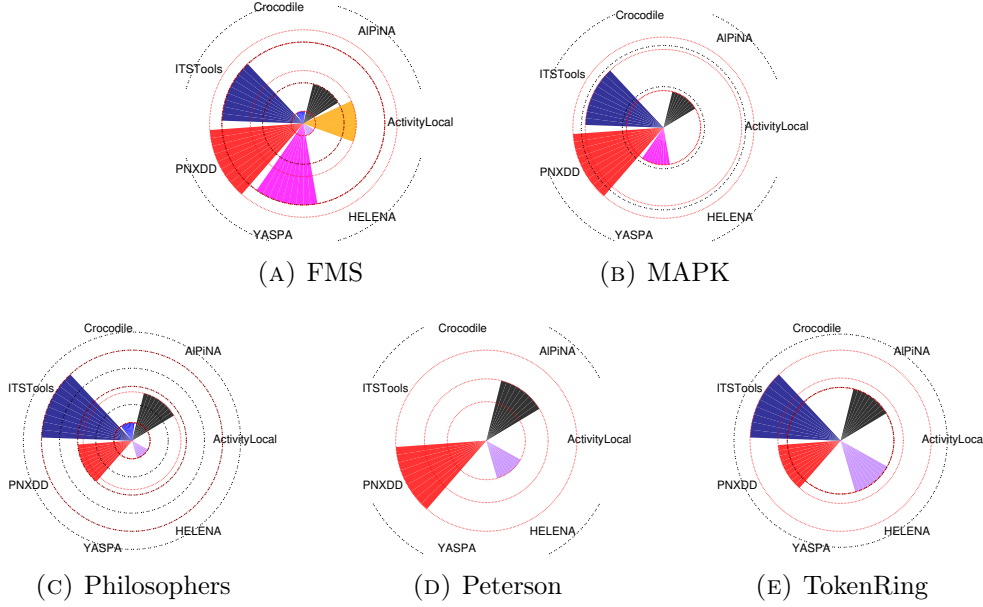 Crocodile
AlPiNA
ITSTools
ActivityLocal
PNXDD
HELENA
YASPA
(A) FMS
Crocodile
AlPiNA
ITSTools
ActivityLocal
PNXDD
HELENA
YASPA
(B) MAPK
Crocodile
AlPiNA
ITSTools
ActivityLocal
PNXDD
HELENA
YASPA
(C) Philosophers
Crocodile
AlPiNA
ITSTools
ActivityLocal
PNXDD
HELENA
YASPA
(D) Peterson
Crocodile
AlPiNA
ITSTools
ActivityLoca
PNXDD
HELENA
YASPA
(E) TokenRing